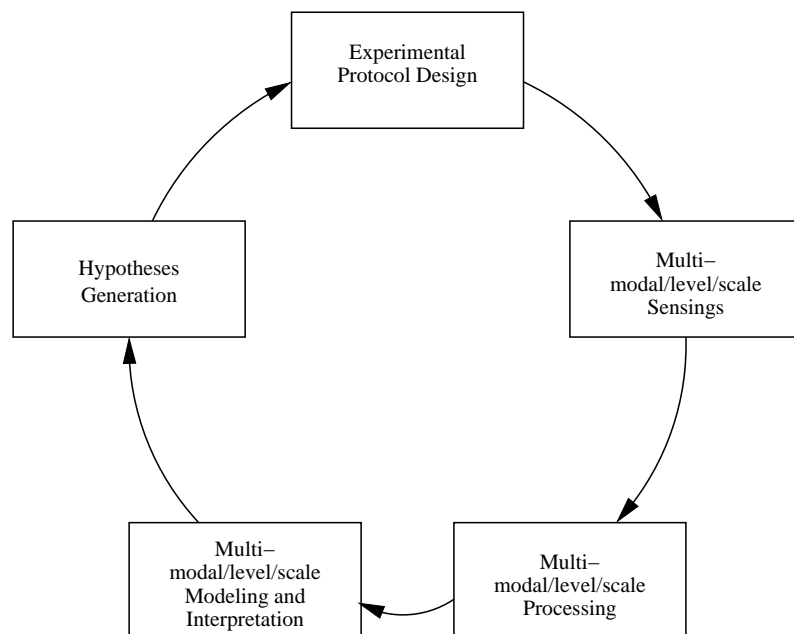 Experimental
Protocol Design
Multi–
modal/level/scale
Sensings
Multi–
modal/level/scale
Processing
Multi–
modal/level/scale
Modeling and
Interpretation
Hypotheses
Generation